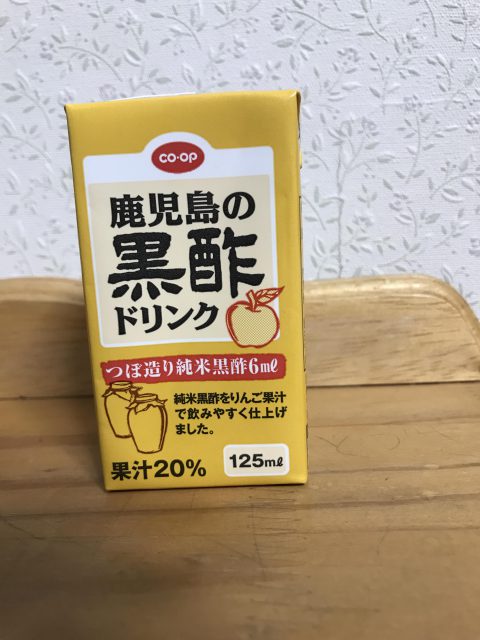 co·op
鹿児島の
黒酢
ドリンク
つぼ造り純米黒酢6mℓ
純米黒酢をりんご果汁
で飲みやすく仕上げ
ました。
果汁20%
125mℓ